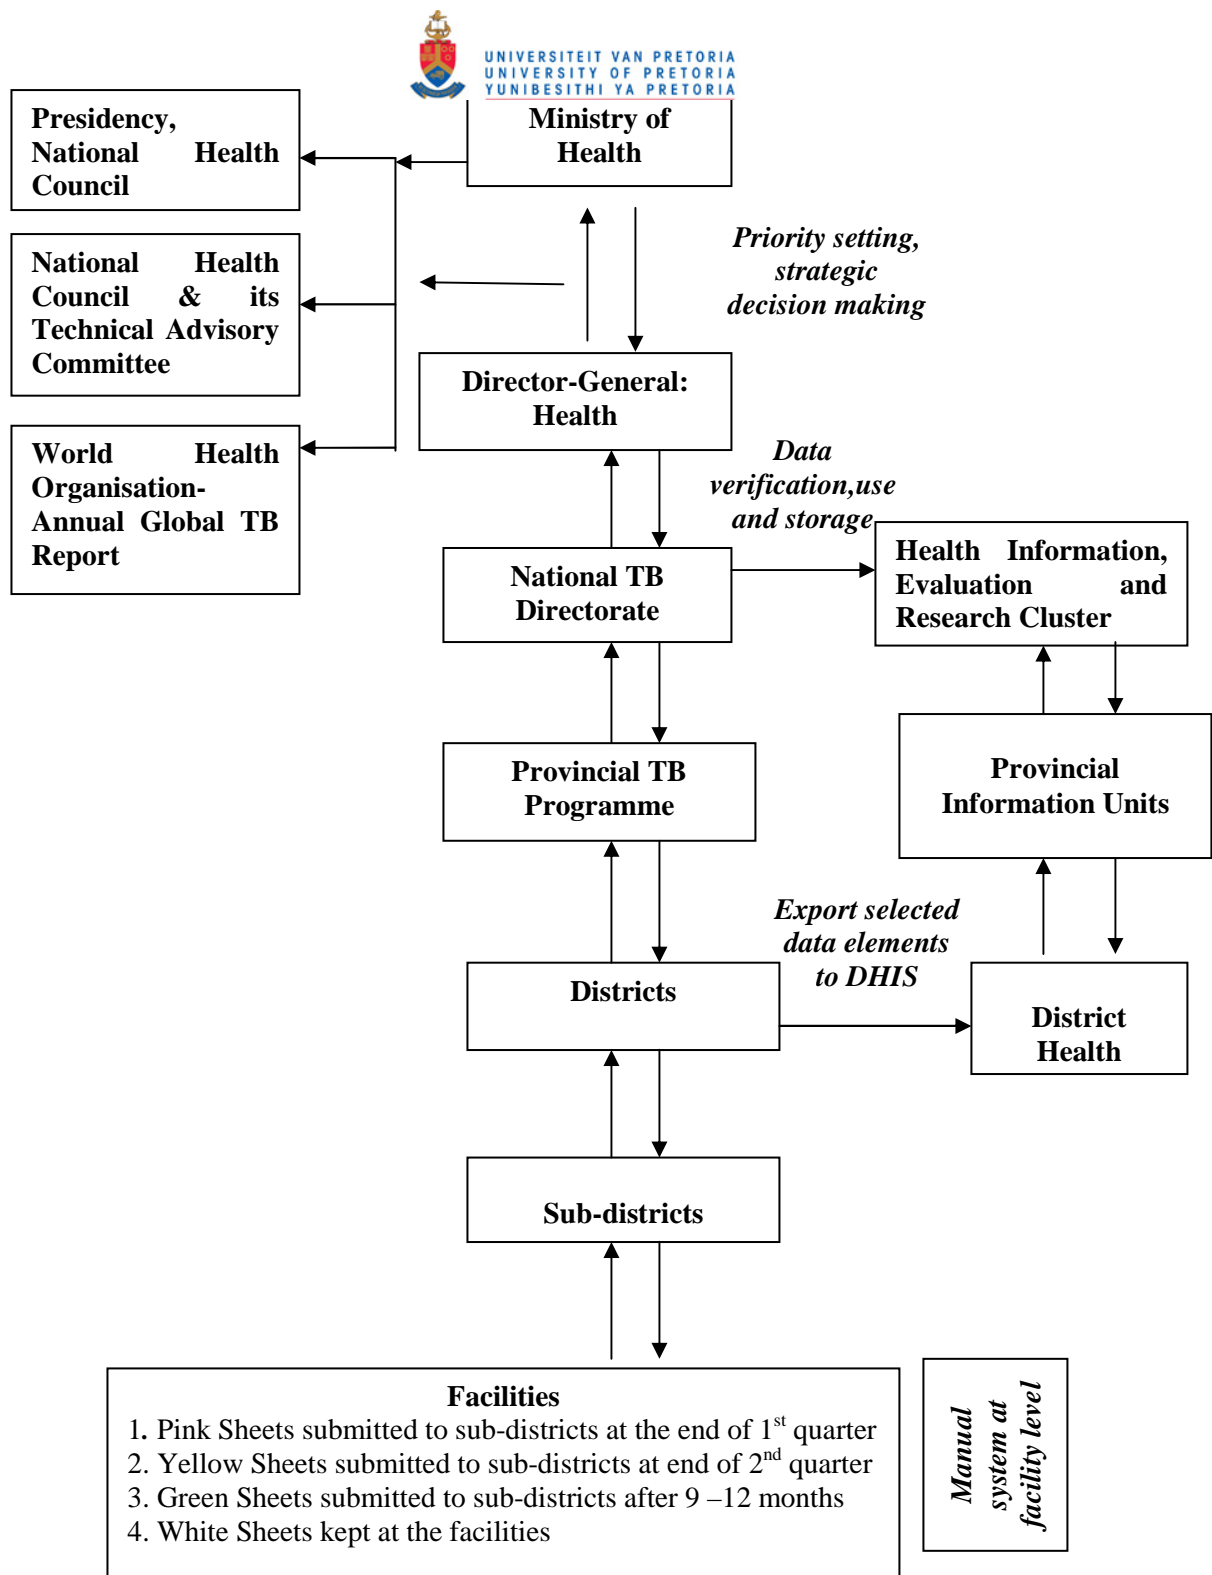 UNIVERSITEIT VAN PRETORIA
UNIVERSITY OF PRETORIA
YUNIBESITHI YA PRETORIA
Presidency,
National Health
Council
Ministry of
Health
National Health
Council & its
Technical Advisory
Committee
Priority setting,
strategic
decision making
Director-General:
Health
World Health
Organisation-
Annual Global TB
Report
Data
verification,use
and storage
National TB
Directorate
Health Information,
Evaluation and
Research Cluster
Provincial TB
Programme
Provincial
Information Units
Export selected
data elements
to DHIS
Districts
District
Health
Sub-districts
Facilities
1. Pink Sheets submitted to sub-districts at the end of 1st quarter
2. Yellow Sheets submitted to sub-districts at end of 2nd quarter
3. Green Sheets submitted to sub-districts after 9 –12 months
4. White Sheets kept at the facilities
Manual
system at
facility level